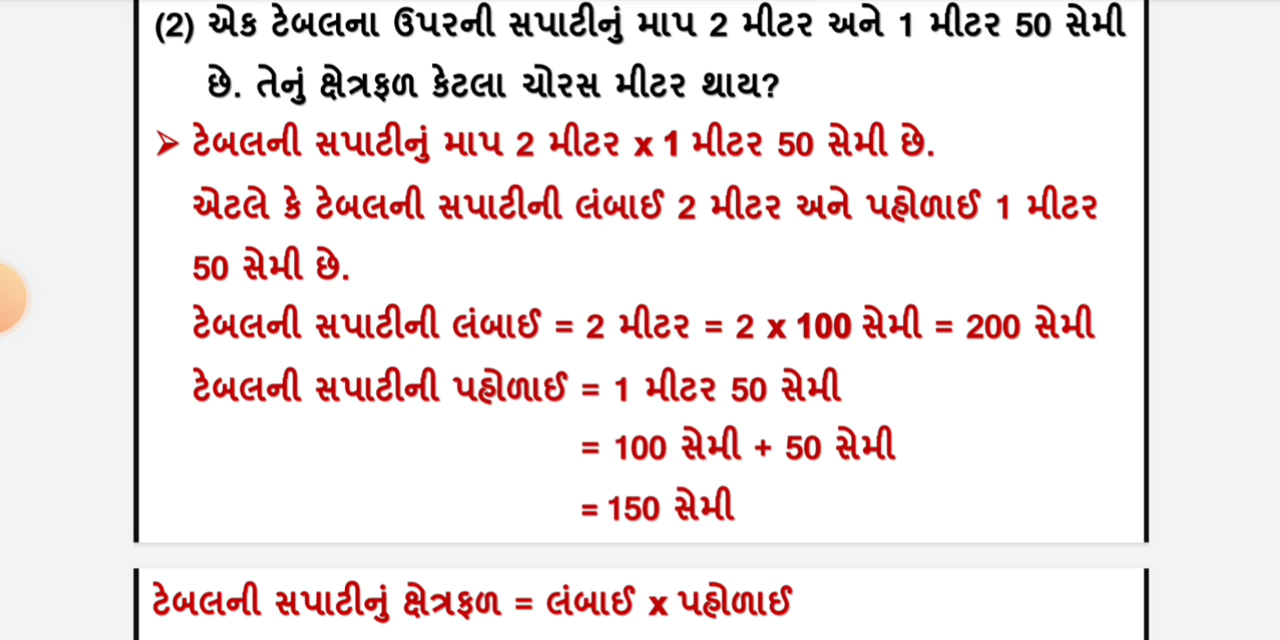 (2) એક ટેબલના ઉપરની સપાટીનું માપ 2 મીટર અને 1 મીટર 50 સેમી
છે. તેનું ક્ષેત્રફળ કેટલા ચોરસ મીટર થાય?
➢ ટેબલની સપાટીનું માપ 2 મીટર x 1 મીટર 50 સેમી છે.
એટલે કે ટેબલની સપાટીની લંબાઈ 2 મીટર અને પહોળાઈ 1 મીટર
50 સેમી છે.
ટેબલની સપાટીની લંબાઈ = 2 મીટર = 2 x 100 સેમી = 200 સેમી
ટેબલની સપાટીની પહોળાઈ = 1 મીટર 50 સેમી
= 100 સેમી + 50 સેમી
= 150 સેમી
ટેબલની સપાટીનું ક્ષેત્રફળ = લંબાઈ x પહોળાઈ